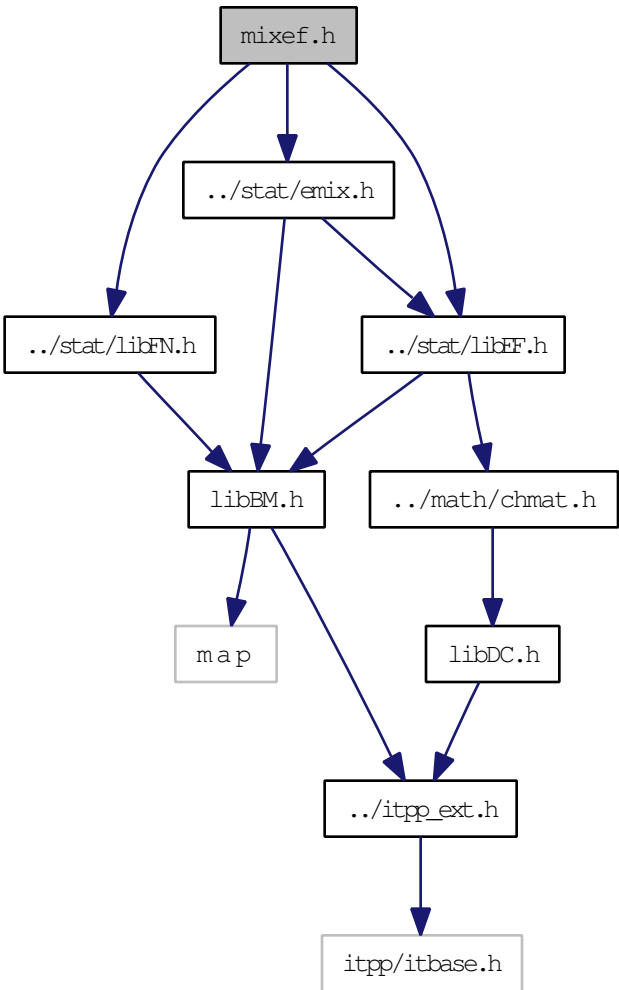 mixef.h
../stat/emix.h
../stat/libFN.h
../stat/libEF.h
libBM.h
../math/chmat.h
map
libDC.h
../itpp_ext.h
itpp/itbase.h